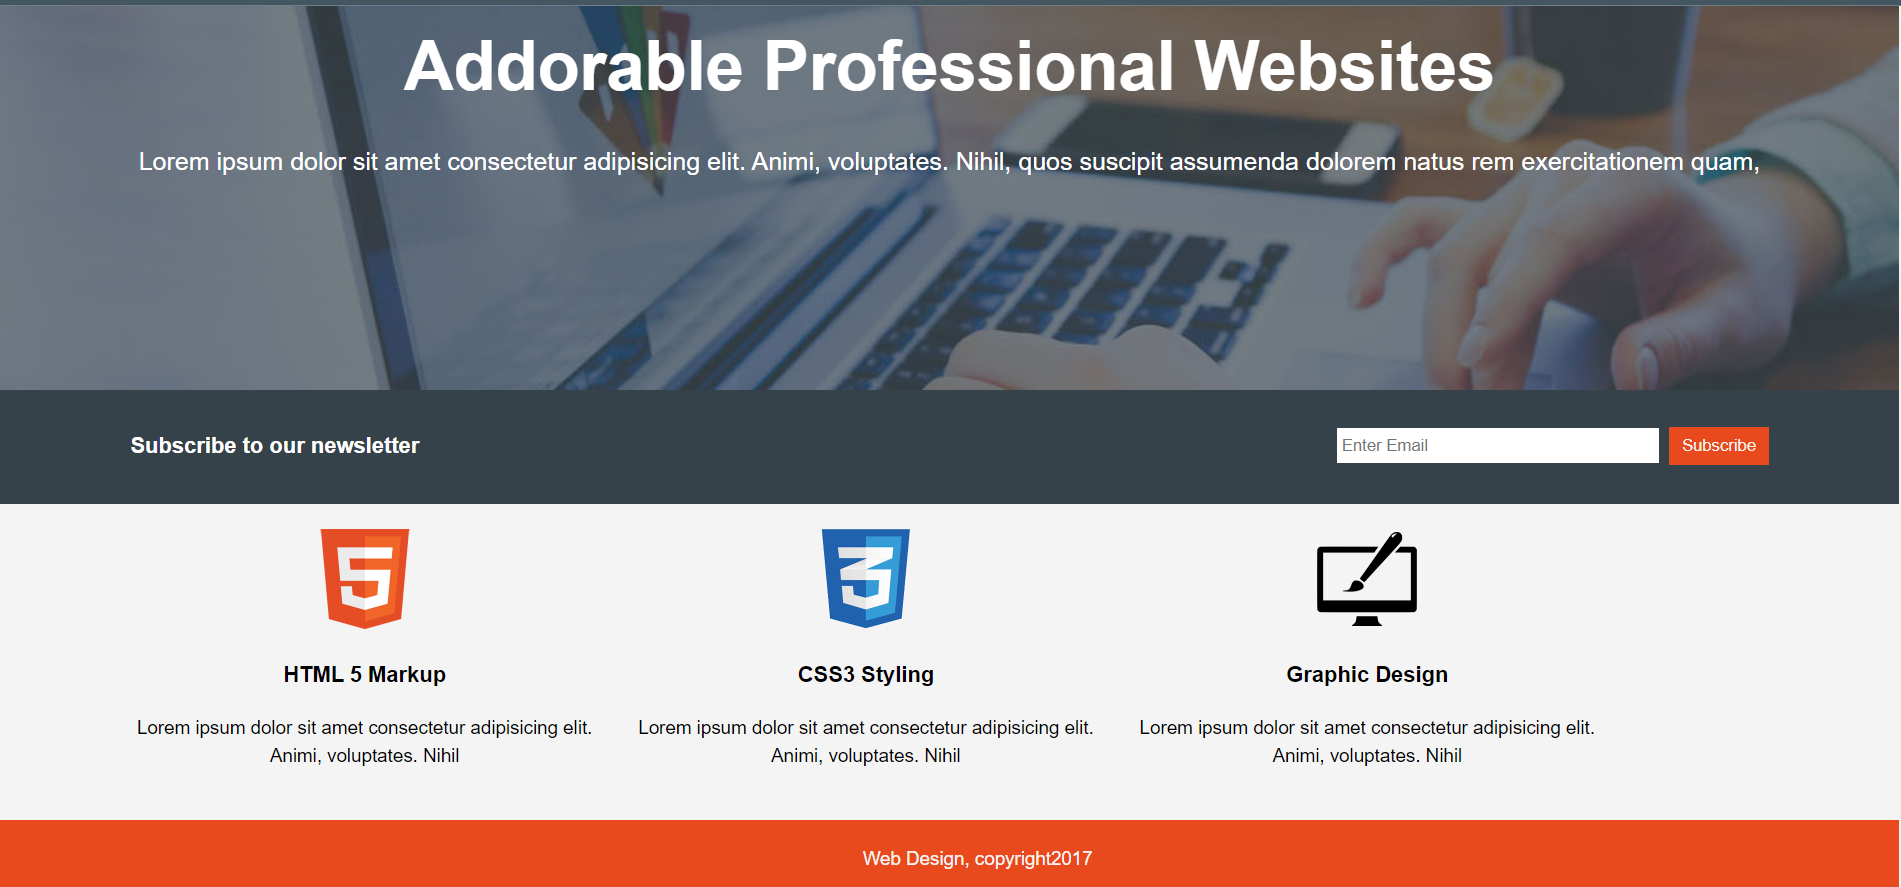 Addorable Professional Websites
Lorem ipsum dolor sit amet consectetur adipisicing elit. Animi, voluptates. Nihil, quos suscipit assumenda dolorem natus rem exercitationem quam,
Subscribe to our newsletter
Enter Email
Subscribe
5
3
HTML 5 Markup
CSS3 Styling
Graphic Design
Lorem ipsum dolor sit amet consectetur adipisicing elit.
Animi, voluptates. Nihil
Lorem ipsum dolor sit amet consectetur adipisicing elit.
Animi, voluptates. Nihil
Lorem ipsum dolor sit amet consectetur adipisicing elit.
Animi, voluptates. Nihil
Web Design, copyright2017